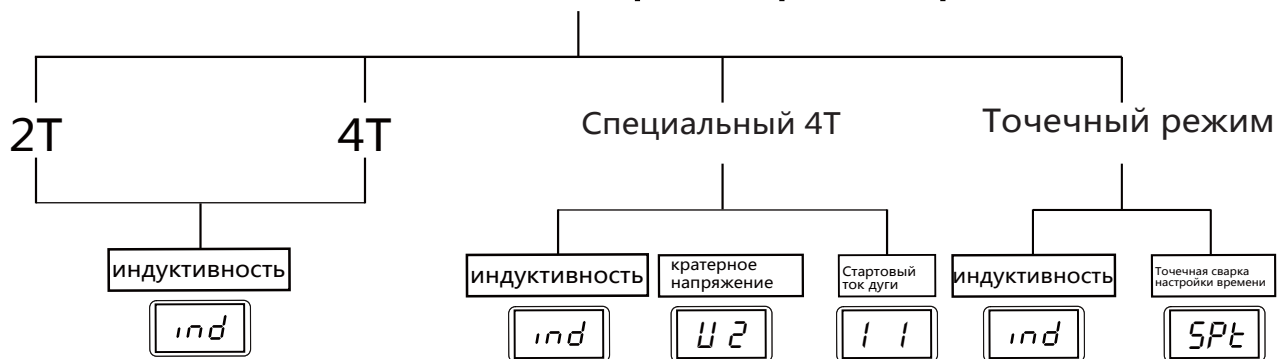 2T
4T
Специальный 4T
Точечный режим
индуктивность
индуктивность
кратерное
напряжение
Стартовый
ток дуги
индуктивность
Точечная сварка
настройки времени
ind
ind
U 2
I 1
ind
SPt